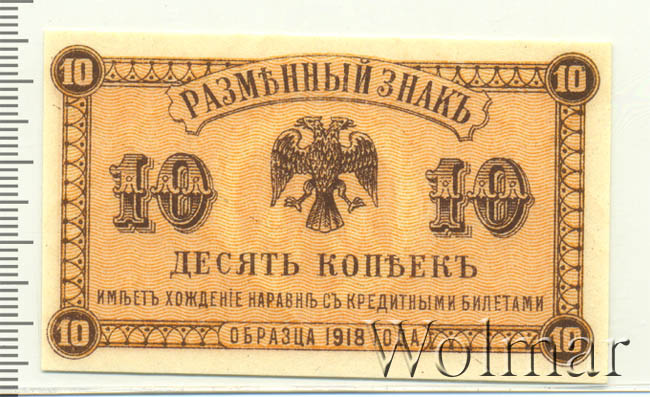 10 10
РАЗМѢННЫЙ ЗНАКЪ
10 10
ДЕСЯТЬ КОПѢЕКЪ
ИМѢЕТЪ ХОЖДЕНІЕ НАРАВНѢ СЪ КРЕДИТНЫМИ БИЛЕТАМИ
10 ОБРАЗЦА 1918 ГОДА 10
Wolmar